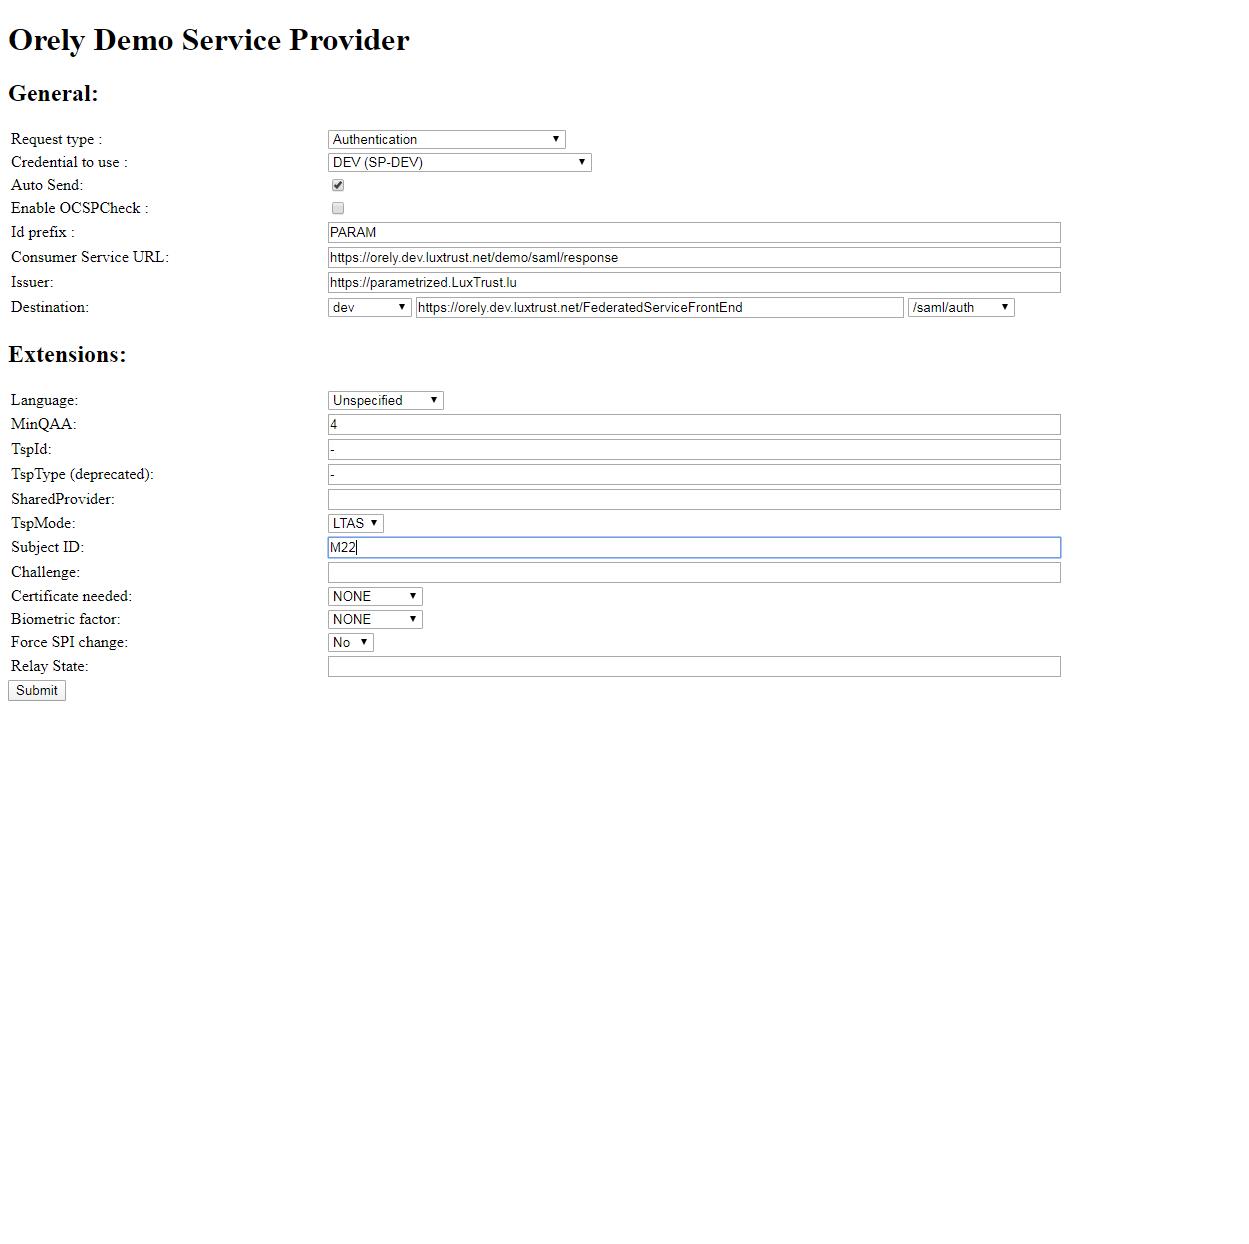 Orely Demo Service Provider
General:
Request type : Authentication
Credential to use : DEV (SP-DEV)
Auto Send:
Enable OCSPCheck :
Id prefix : PARAM
Consumer Service URL: https://orely.dev.luxtrust.net/demo/saml/response
Issuer: https://parametrized.LuxTrust.lu
Destination: dev https://orely.dev.luxtrust.net/FederatedServiceFrontEnd /saml/auth
Extensions:
Language: Unspecified
MinQAA: 4
TspId: -
TspType (deprecated): -
SharedProvider:
TspMode: LTAS
Subject ID: M22
Challenge:
Certificate needed: NONE
Biometric factor: NONE
Force SPI change: No
Relay State:
Submit